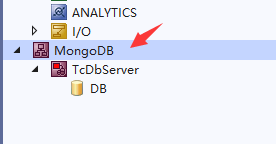 ANALYTICS
I/O
MongoDB
TcDbServer
DB